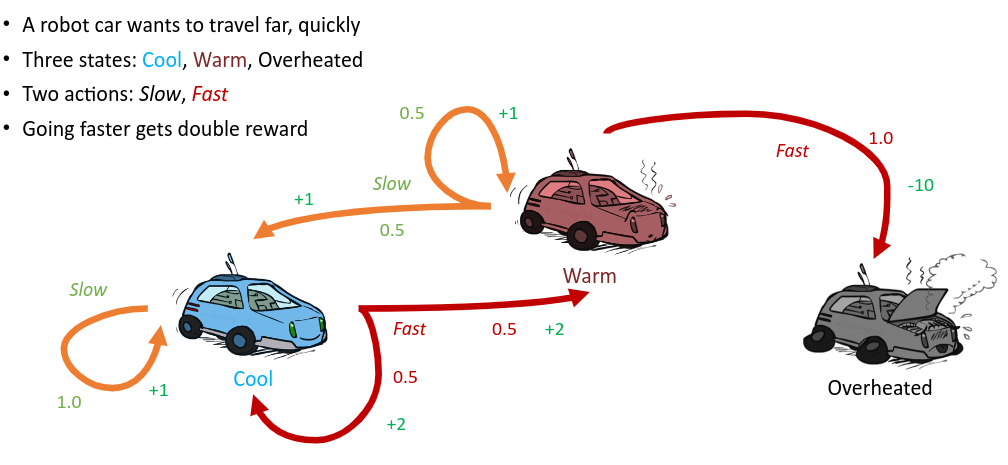 • A robot car wants to travel far, quickly
• Three states: Cool, Warm, Overheated
• Two actions: Slow, Fast
• Going faster gets double reward
0.5
+1
1.0
Fast
Slow
-10
+1
0.5
Warm
Slow
Fast
0.5
+2
Cool
0.5
Overheated
+1
1.0
+2